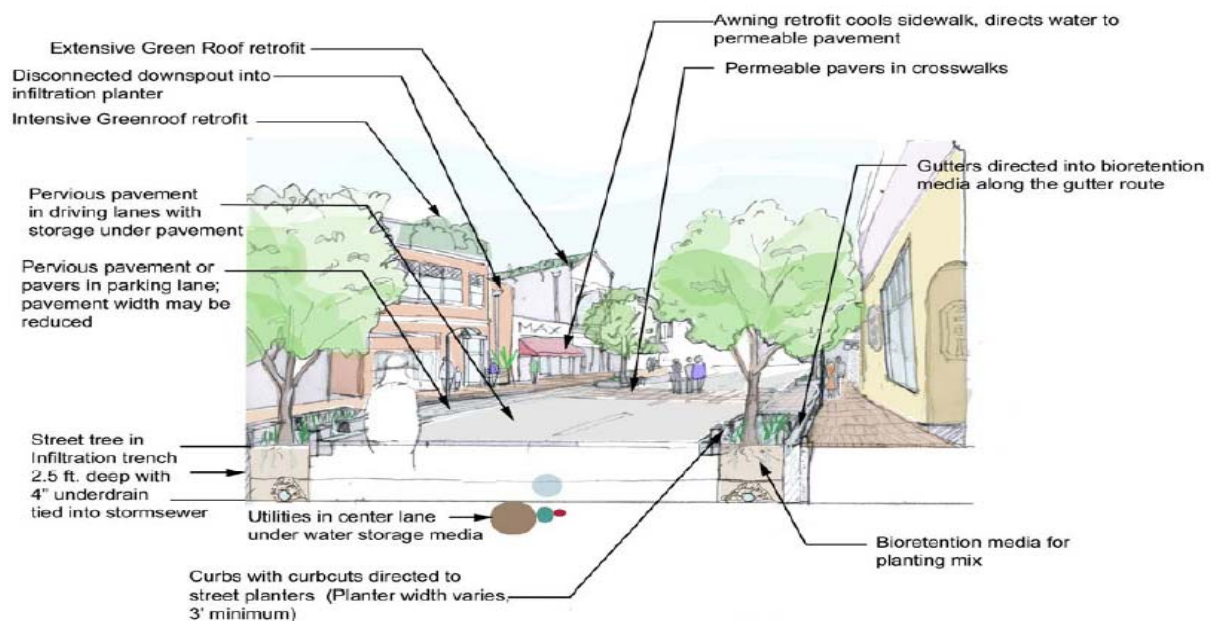 Awning retrofit cools sidewalk, directs water to
permeable pavement
Extensive Green Roof retrofit
Disconnected downspout into
infiltration planter
Permeable pavers in crosswalks
Intensive Greenroof retrofit
Gutters directed into bioretention
media along the gutter route
Pervious pavement
in driving lanes with
storage under pavement
Pervious pavement or
pavers in parking lane;
pavement width may be
reduced
MAX
Street tree in
Infiltration trench
2.5 ft. deep with
4" underdrain
tied into stormsewer
Utilities in center lane
under water storage media
Bioretention media for
planting mix
Curbs with curbcuts directed to
street planters (Planter width varies,
3' minimum)